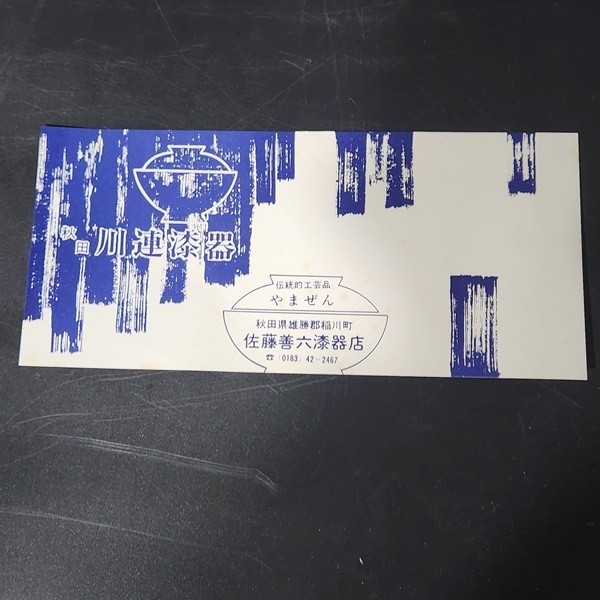 秋田 川連漆器
伝統的工芸品
やまぜん
秋田県雄勝郡稲川町
佐藤善六漆器店
☎(0183) 42-2467